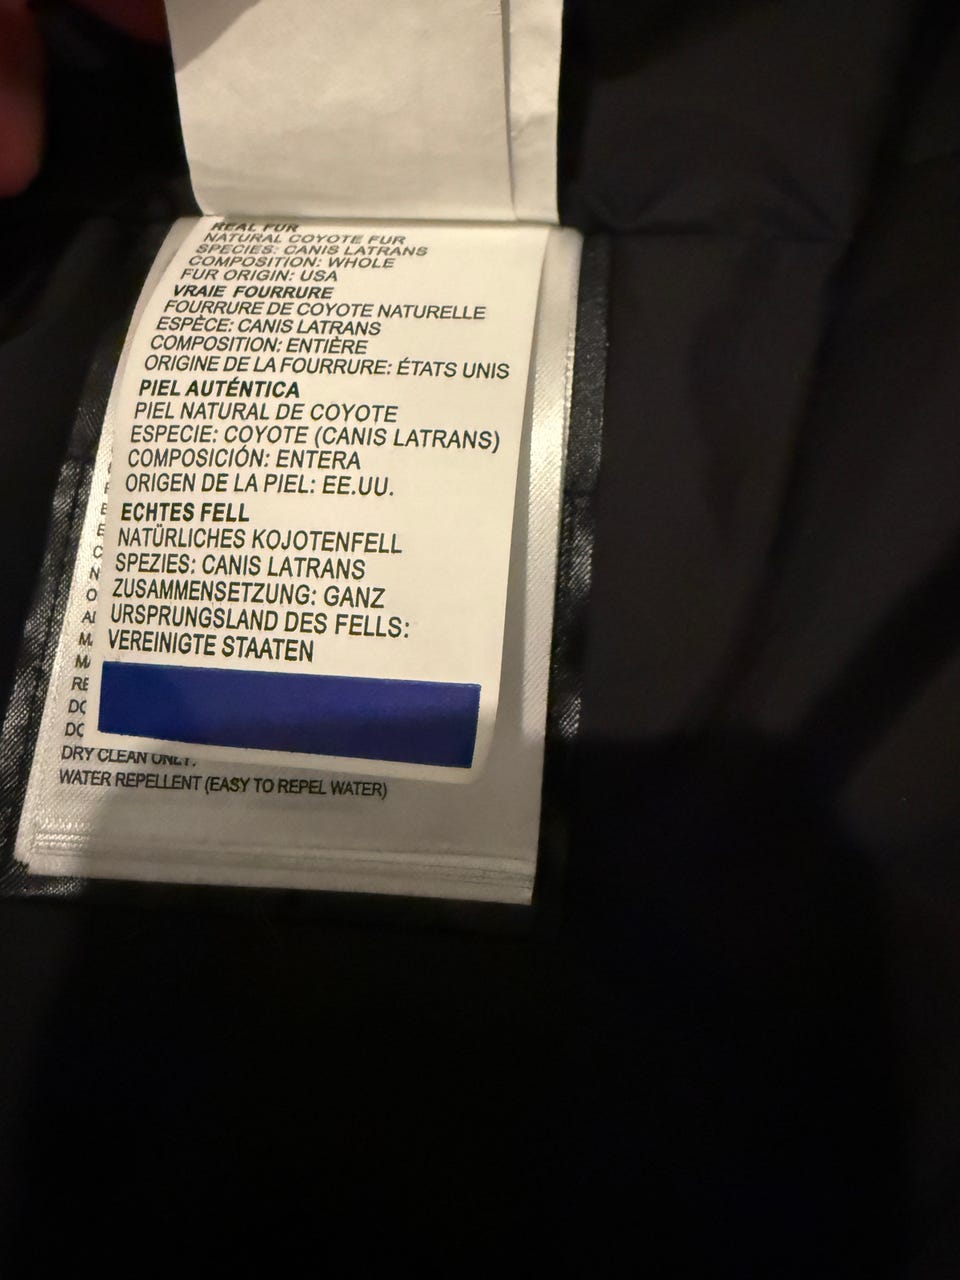 REAL FUR
NATURAL COYOTE FUR
SPECIES: CANIS LATRANS
COMPOSITION: WHOLE
FUR ORIGIN: USA
VRAIE FOURRURE
FOURRURE DE COYOTE NATURELLE
ESPÈCE: CANIS LATRANS
COMPOSITION: ENTIÈRE
ORIGINE DE LA FOURRURE: ÉTATS UNIS
PIEL AUTÉNTICA
PIEL NATURAL DE COYOTE
ESPECIE: COYOTE (CANIS LATRANS)
COMPOSICIÓN: ENTERA
ORIGEN DE LA PIEL: EE.UU.
ECHTES FELL
NATÜRLICHES KOJOTENFELL
SPEZIES: CANIS LATRANS
ZUSAMMENSETZUNG: GANZ
URSPRUNGSLAND DES FELLS:
VEREINIGTE STAATEN
DRY CLEAN ONLY.
WATER REPELLENT (EASY TO REPEL WATER)